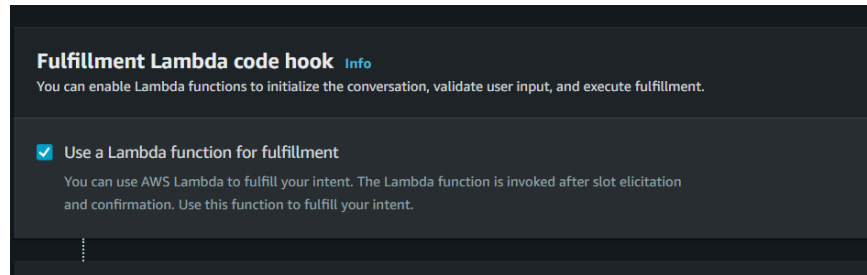 Fulfillment Lambda code hook Info
You can enable Lambda functions to initialize the conversation, validate user input, and execute fulfillment.
Use a Lambda function for fulfillment
You can use AWS Lambda to fulfill your intent. The Lambda function is invoked after slot elicitation
and confirmation. Use this function to fulfill your intent.